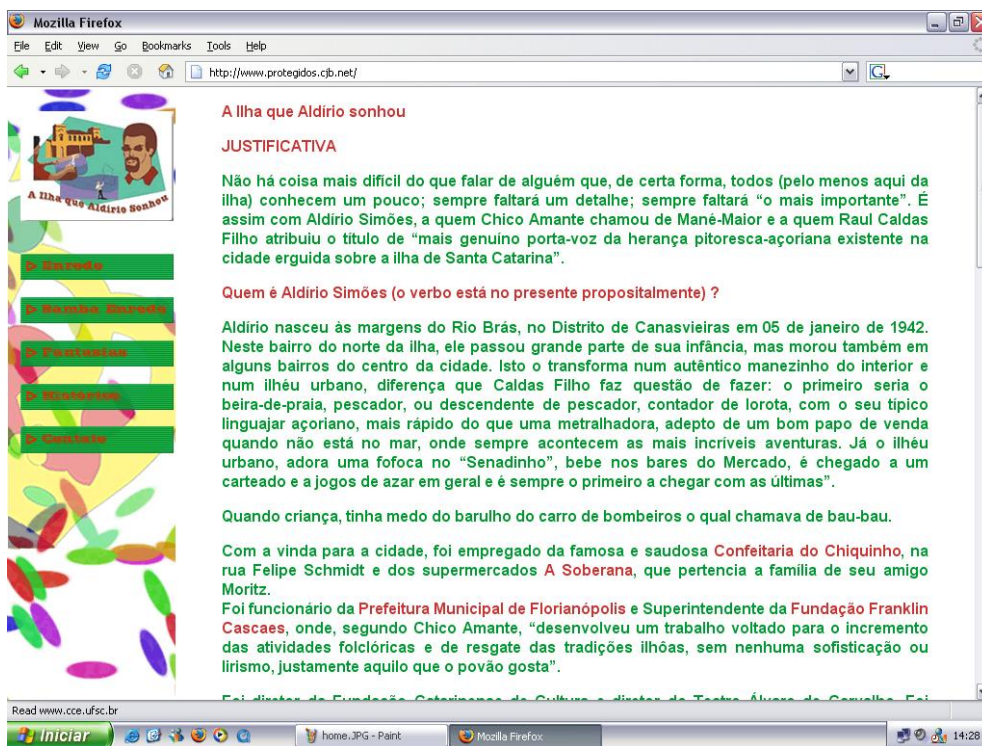 Mozilla Firefox
File Edit View Go Bookmarks Tools Help
http://www.protegidos.cjb.net/
G
A Ilha que Aldírio Sonhou
Enredo
Samba Enredo
Fantasias
Histórico
Contato
A Ilha que Aldírio sonhou
JUSTIFICATIVA
Não há coisa mais difícil do que falar de alguém que, de certa forma, todos (pelo menos aqui da
ilha) conhecem um pouco; sempre faltará um detalhe; sempre faltará “o mais importante”. É
assim com Aldírio Simões, a quem Chico Amante chamou de Mané-Maior e a quem Raul Caldas
Filho atribuiu o título de “mais genuíno porta-voz da herança pitoresca-açoriana existente na
cidade erguida sobre a ilha de Santa Catarina”.
Quem é Aldírio Simões (o verbo está no presente propositalmente) ?
Aldírio nasceu às margens do Rio Brás, no Distrito de Canasvieiras em 05 de janeiro de 1942.
Neste bairro do norte da ilha, ele passou grande parte de sua infância, mas morou também em
alguns bairros do centro da cidade. Isto o transforma num autêntico manezinho do interior e
num ilhéu urbano, diferença que Caldas Filho faz questão de fazer: o primeiro seria o
beira-de-praia, pescador, ou descendente de pescador, contador de lorota, com o seu típico
linguajar açoriano, mais rápido do que uma metralhadora, adepto de um bom papo de venda
quando não está no mar, onde sempre acontecem as mais incríveis aventuras. Já o ilhéu
urbano, adora uma fofoca no “Senadinho”, bebe nos bares do Mercado, é chegado a um
carteado e a jogos de azar em geral e é sempre o primeiro a chegar com as últimas”.
Quando criança, tinha medo do barulho do carro de bombeiros o qual chamava de bau-bau.
Com a vinda para a cidade, foi empregado da famosa e saudosa Confeitaria do Chiquinho, na
rua Felipe Schmidt e dos supermercados A Soberana, que pertencia a família de seu amigo
Moritz.
Foi funcionário da Prefeitura Municipal de Florianópolis e Superintendente da Fundação Franklin
Cascaes, onde, segundo Chico Amante, “desenvolveu um trabalho voltado para o incremento
das atividades folclóricas e de resgate das tradições ilhôas, sem nenhuma sofisticação ou
lirismo, justamente aquilo que o povão gosta”.
Foi diretor da Fundação Catarinense de Cultura e diretor do Teatro Álvaro de Carvalho. Foi
Read www.cce.ufsc.br
Iniciar
home.JPG - Paint
Mozilla Firefox
14:28